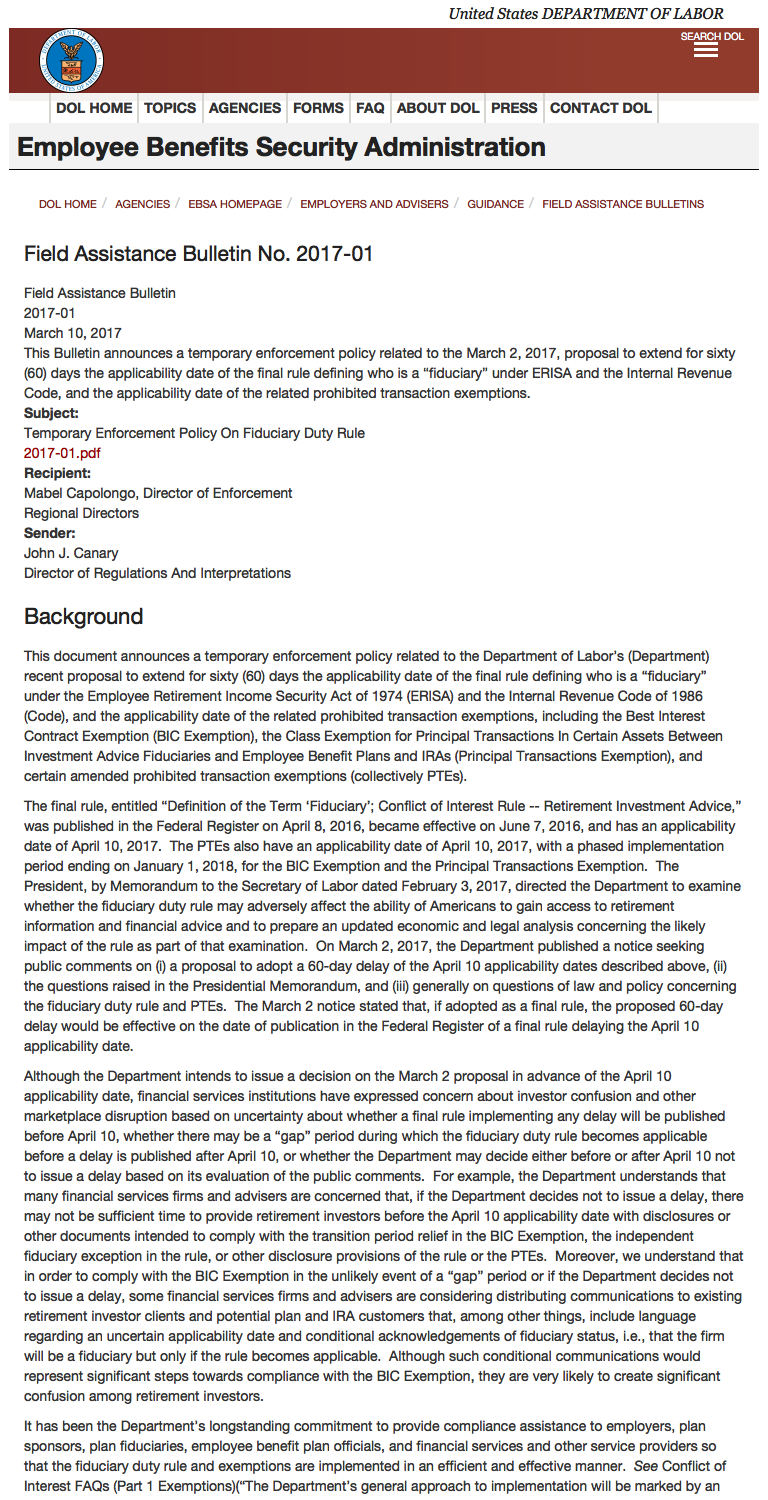 United States DEPARTMENT OF LABOR
SEARCH DOL
DOL HOME TOPICS AGENCIES FORMS FAQ ABOUT DOL PRESS CONTACT DOL
Employee Benefits Security Administration
DOL HOME / AGENCIES / EBSA HOMEPAGE / EMPLOYERS AND ADVISERS / GUIDANCE / FIELD ASSISTANCE BULLETINS
Field Assistance Bulletin No. 2017-01
Field Assistance Bulletin
2017-01
March 10, 2017
This Bulletin announces a temporary enforcement policy related to the March 2, 2017, proposal to extend for sixty
(60) days the applicability date of the final rule defining who is a “fiduciary” under ERISA and the Internal Revenue
Code, and the applicability date of the related prohibited transaction exemptions.
Subject:
Temporary Enforcement Policy On Fiduciary Duty Rule
2017-01.pdf
Recipient:
Mabel Capolongo, Director of Enforcement
Regional Directors
Sender:
John J. Canary
Director of Regulations And Interpretations
Background
This document announces a temporary enforcement policy related to the Department of Labor’s (Department)
recent proposal to extend for sixty (60) days the applicability date of the final rule defining who is a “fiduciary”
under the Employee Retirement Income Security Act of 1974 (ERISA) and the Internal Revenue Code of 1986
(Code), and the applicability date of the related prohibited transaction exemptions, including the Best Interest
Contract Exemption (BIC Exemption), the Class Exemption for Principal Transactions In Certain Assets Between
Investment Advice Fiduciaries and Employee Benefit Plans and IRAs (Principal Transactions Exemption), and
certain amended prohibited transaction exemptions (collectively PTEs).
The final rule, entitled “Definition of the Term ‘Fiduciary’; Conflict of Interest Rule -- Retirement Investment Advice,”
was published in the Federal Register on April 8, 2016, became effective on June 7, 2016, and has an applicability
date of April 10, 2017.  The PTEs also have an applicability date of April 10, 2017, with a phased implementation
period ending on January 1, 2018, for the BIC Exemption and the Principal Transactions Exemption.  The
President, by Memorandum to the Secretary of Labor dated February 3, 2017, directed the Department to examine
whether the fiduciary duty rule may adversely affect the ability of Americans to gain access to retirement
information and financial advice and to prepare an updated economic and legal analysis concerning the likely
impact of the rule as part of that examination.  On March 2, 2017, the Department published a notice seeking
public comments on (i) a proposal to adopt a 60-day delay of the April 10 applicability dates described above, (ii)
the questions raised in the Presidential Memorandum, and (iii) generally on questions of law and policy concerning
the fiduciary duty rule and PTEs.  The March 2 notice stated that, if adopted as a final rule, the proposed 60-day
delay would be effective on the date of publication in the Federal Register of a final rule delaying the April 10
applicability date.
Although the Department intends to issue a decision on the March 2 proposal in advance of the April 10
applicability date, financial services institutions have expressed concern about investor confusion and other
marketplace disruption based on uncertainty about whether a final rule implementing any delay will be published
before April 10, whether there may be a “gap” period during which the fiduciary duty rule becomes applicable
before a delay is published after April 10, or whether the Department may decide either before or after April 10 not
to issue a delay based on its evaluation of the public comments.  For example, the Department understands that
many financial services firms and advisers are concerned that, if the Department decides not to issue a delay, there
may not be sufficient time to provide retirement investors before the April 10 applicability date with disclosures or
other documents intended to comply with the transition period relief in the BIC Exemption, the independent
fiduciary exception in the rule, or other disclosure provisions of the rule or the PTEs.  Moreover, we understand that
in order to comply with the BIC Exemption in the unlikely event of a “gap” period or if the Department decides not
to issue a delay, some financial services firms and advisers are considering distributing communications to existing
retirement investor clients and potential plan and IRA customers that, among other things, include language
regarding an uncertain applicability date and conditional acknowledgements of fiduciary status, i.e., that the firm
will be a fiduciary but only if the rule becomes applicable.  Although such conditional communications would
represent significant steps towards compliance with the BIC Exemption, they are very likely to create significant
confusion among retirement investors.
It has been the Department’s longstanding commitment to provide compliance assistance to employers, plan
sponsors, plan fiduciaries, employee benefit plan officials, and financial services and other service providers so
that the fiduciary duty rule and exemptions are implemented in an efficient and effective manner.  See Conflict of
Interest FAQs (Part 1 Exemptions)(“The Department’s general approach to implementation will be marked by an